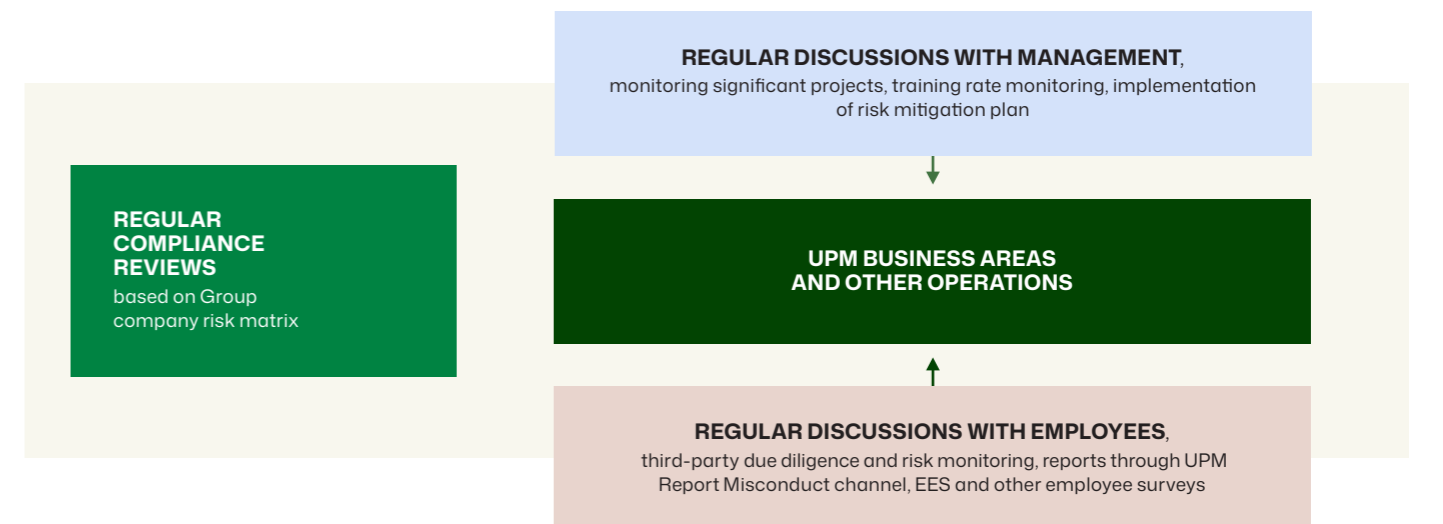 REGULAR DISCUSSIONS WITH MANAGEMENT,
monitoring significant projects, training rate monitoring, implementation
of risk mitigation plan
REGULAR
COMPLIANCE
REVIEWS
based on Group
company risk matrix
UPM BUSINESS AREAS
AND OTHER OPERATIONS
REGULAR DISCUSSIONS WITH EMPLOYEES,
third-party due diligence and risk monitoring, reports through UPM
Report Misconduct channel, EES and other employee surveys